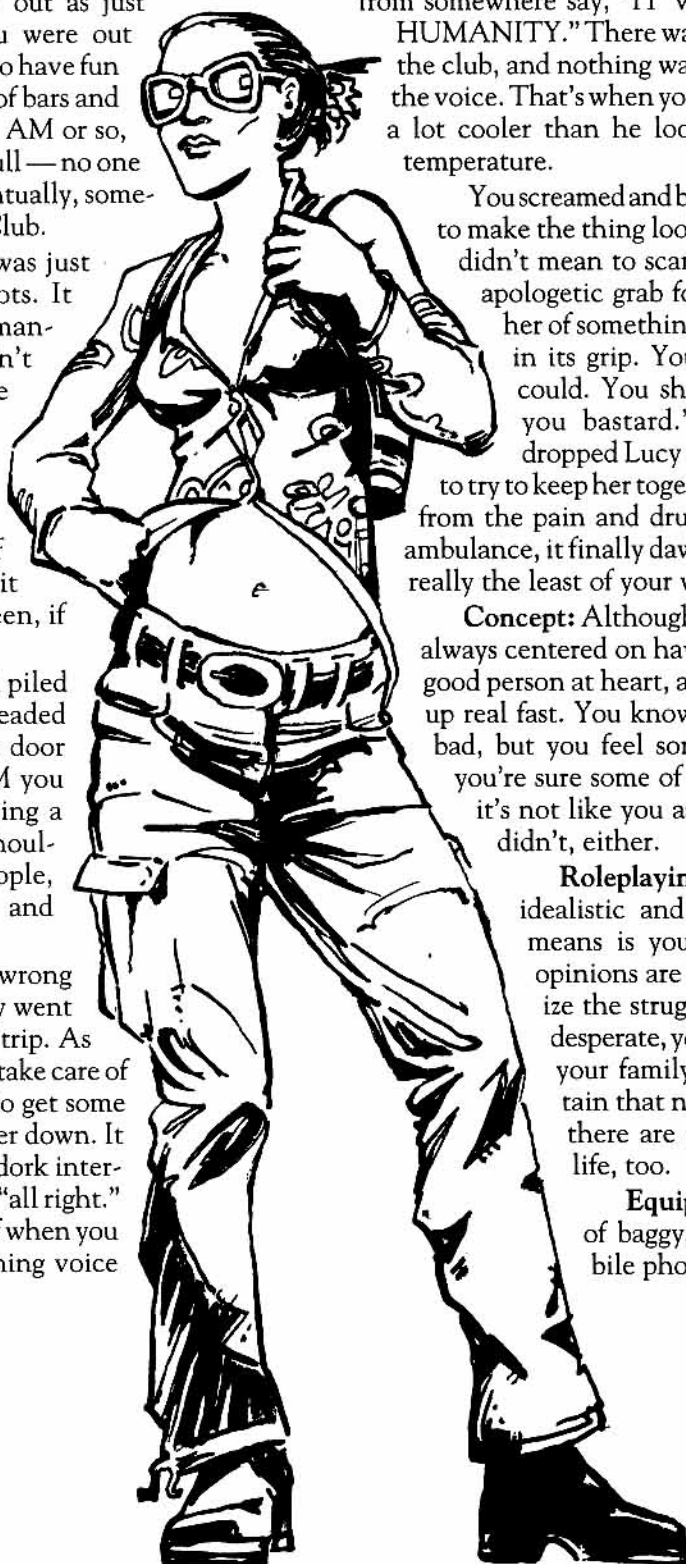 out as just
u were out
o have fun
of bars and
AM or so,
ull — no one
ntually, some-
Club.
was just
ots. It
man-
n't
e
f
it
een, if
piled
eaded
door
M you
ing a
houl-
ople,
and
wrong
y went
trip. As
take care of
o get some
er down. It
dork inter-
"all right."
f when you
ning voice
from somewhere say, "IT
HUMANITY." There wa
the club, and nothing wa
the voice. That's when yo
a lot cooler than he loo
temperature.
You screamed and b
to make the thing loo
didn't mean to scar
apologetic grab fo
her of somethin
in its grip. You
could. You sh
you bastard."
dropped Lucy
to try to keep her toge
from the pain and dru
ambulance, it finally daw
really the least of your w
Concept: Although
always centered on hav
good person at heart, a
up real fast. You know
bad, but you feel sor
you're sure some of
it's not like you a
didn't, either.
Roleplayin
idealistic and
means is you
opinions are
ize the strug
desperate, yo
your family
tain that n
there are
life, too.
Equip
of baggy
bile pho